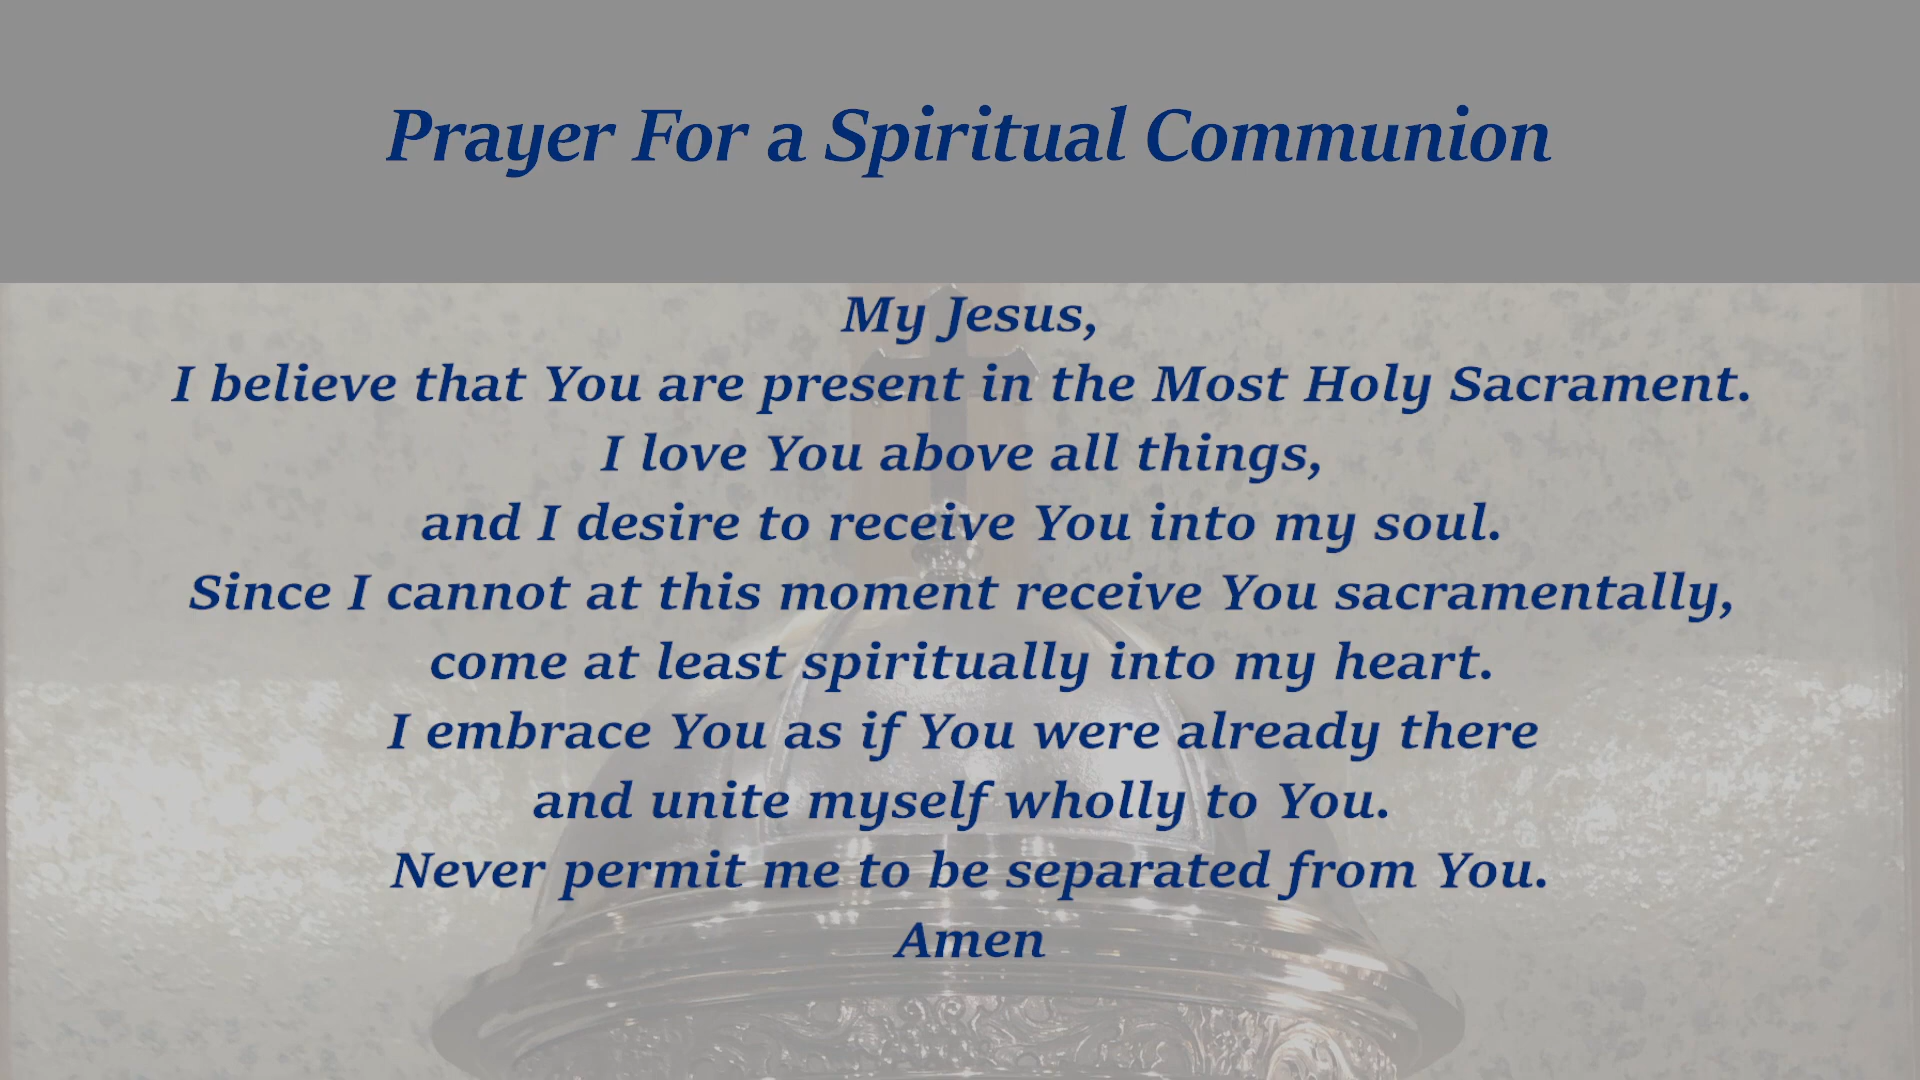 Prayer For a Spiritual Communion
My Jesus,
I believe that You are present in the Most Holy Sacrament.
I love You above all things,
and I desire to receive You into my soul.
Since I cannot at this moment receive You sacramentally,
come at least spiritually into my heart.
I embrace You as if You were already there
and unite myself wholly to You.
Never permit me to be separated from You.
Amen